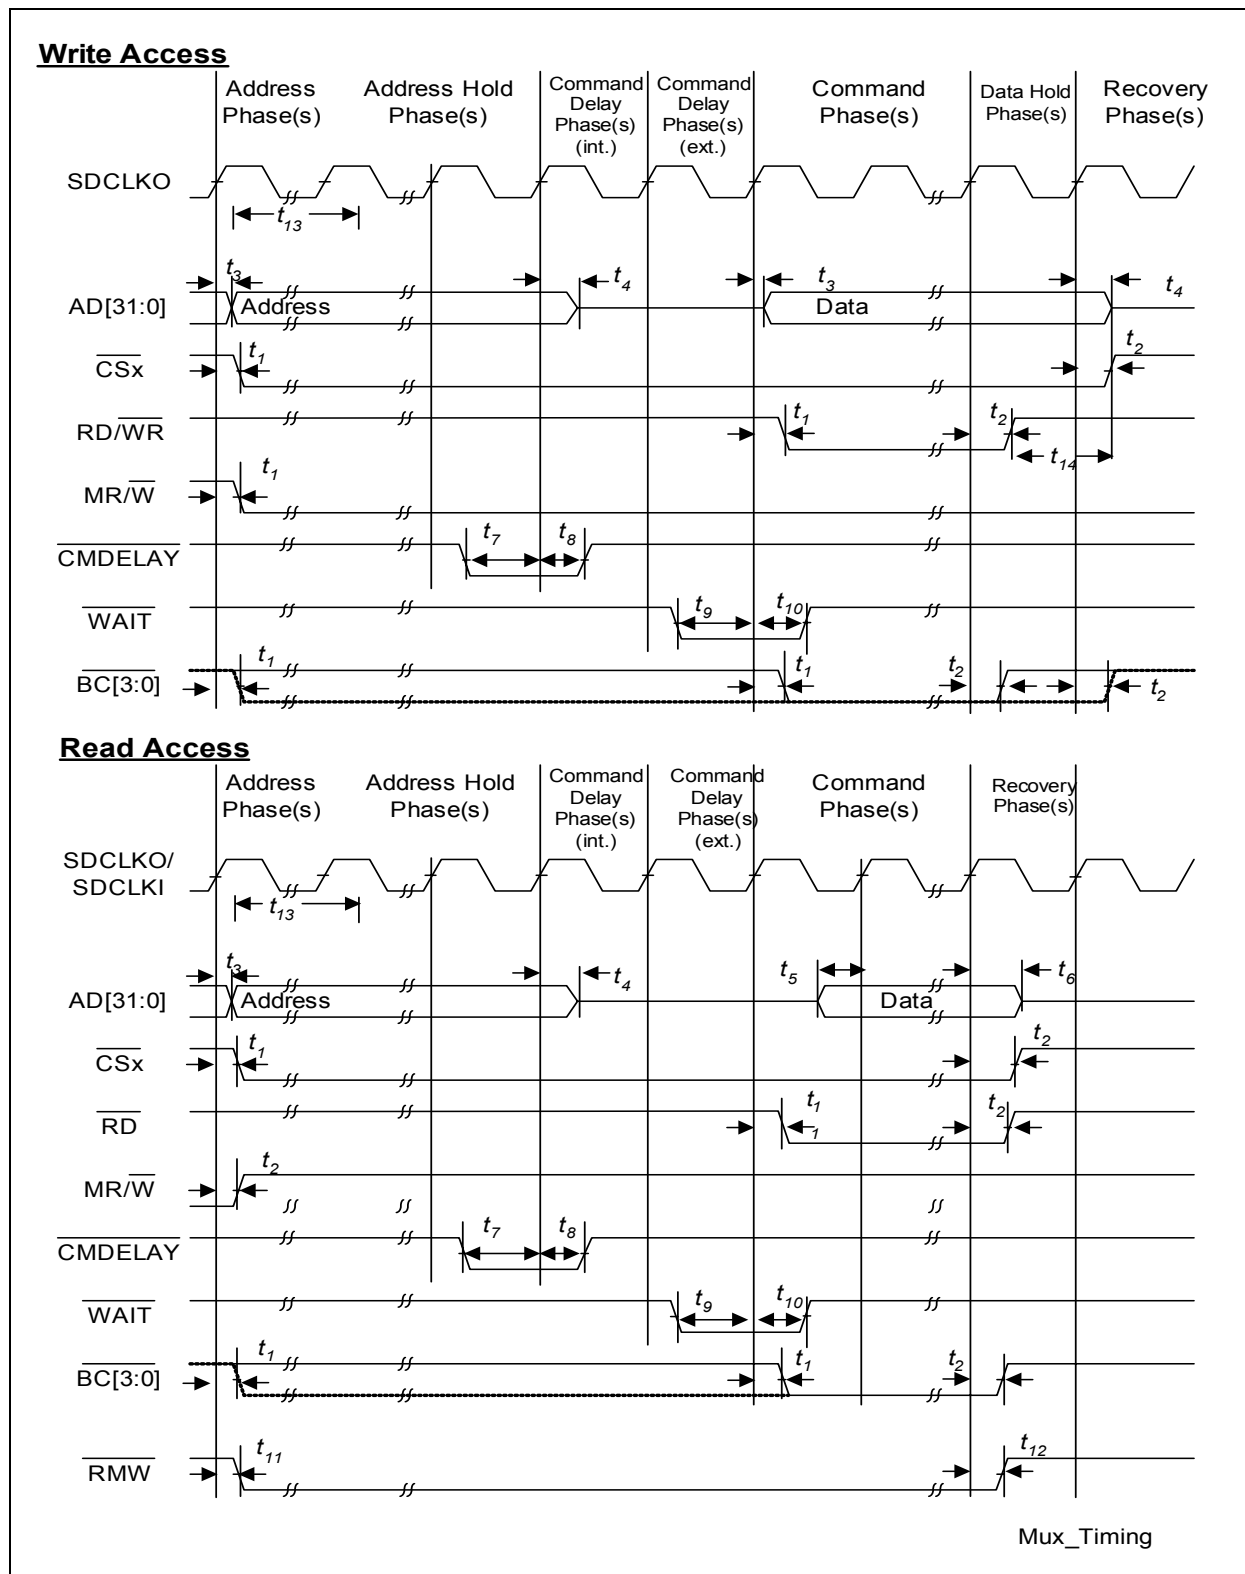 Write Access
Address Phase(s)
Address Hold Phase(s)
Command Delay Phase(s) (int.)
Command Delay Phase(s) (ext.)
Command Phase(s)
Data Hold Phase(s)
Recovery Phase(s)
SDCLKO
t13
AD[31:0]
t3
Address
t4
t3
Data
t4
CSx
t1
t2
RD/WR
t1
t2
t14
MR/W
t1
CMDELAY
t7
t8
WAIT
t9
t10
BC[3:0]
t1
t1
t2
t2
Read Access
Address Phase(s)
Address Hold Phase(s)
Command Delay Phase(s) (int.)
Command Delay Phase(s) (ext.)
Command Phase(s)
Recovery Phase(s)
SDCLKO/
SDCLKI
t13
AD[31:0]
t3
Address
t4
t5
Data
t6
CSx
t1
t2
RD
t1
1
t2
MR/W
t2
CMDELAY
t7
t8
WAIT
t9
t10
BC[3:0]
t1
t1
t2
RMW
t11
t12
Mux_Timing